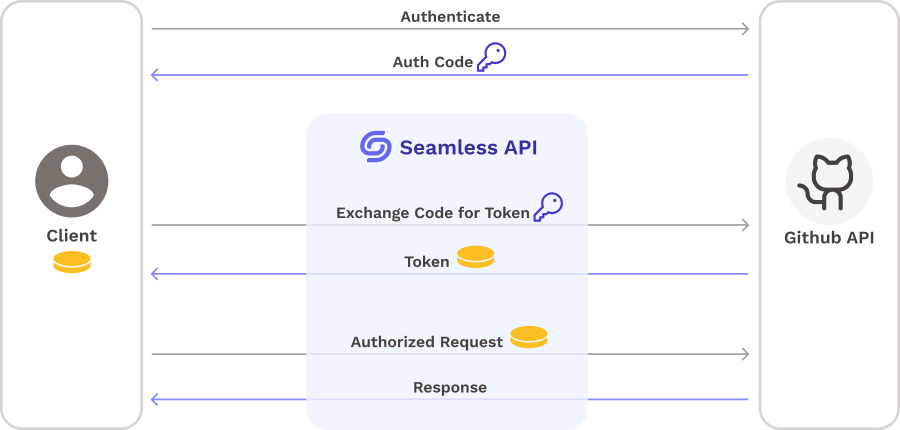 Authenticate
Auth Code
Seamless API
Exchange Code for Token
Client
Github API
Token
Authorized Request
Response